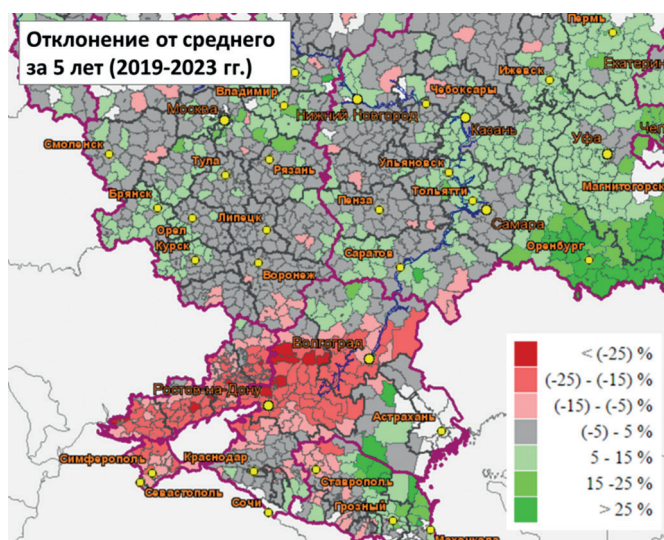 Отклонение от среднего
за 5 лет (2019-2023 гг.)
Пермь
Екатерин
Ижевск
Владимир
Чебоксары
Москва
Нижний Новгород
Казань
Смоленск
Уфа
Чел
Тула
Рязань
Ульяновск
Тольятти
Магнитогорск
Брянск
Липецк
Пенза
Самара
Орел
Курск
Саратов
Оренбург
Воронеж
Волгоград
Ростов-на-Дону
Астрахань
Симферополь
Краснодар
Ставрополь
Севастополь
Сочи
Грозный
< (-25) %
(-25) - (-15) %
(-15) - (-5) %
(-5) - 5 %
5 - 15 %
15 -25 %
> 25 %